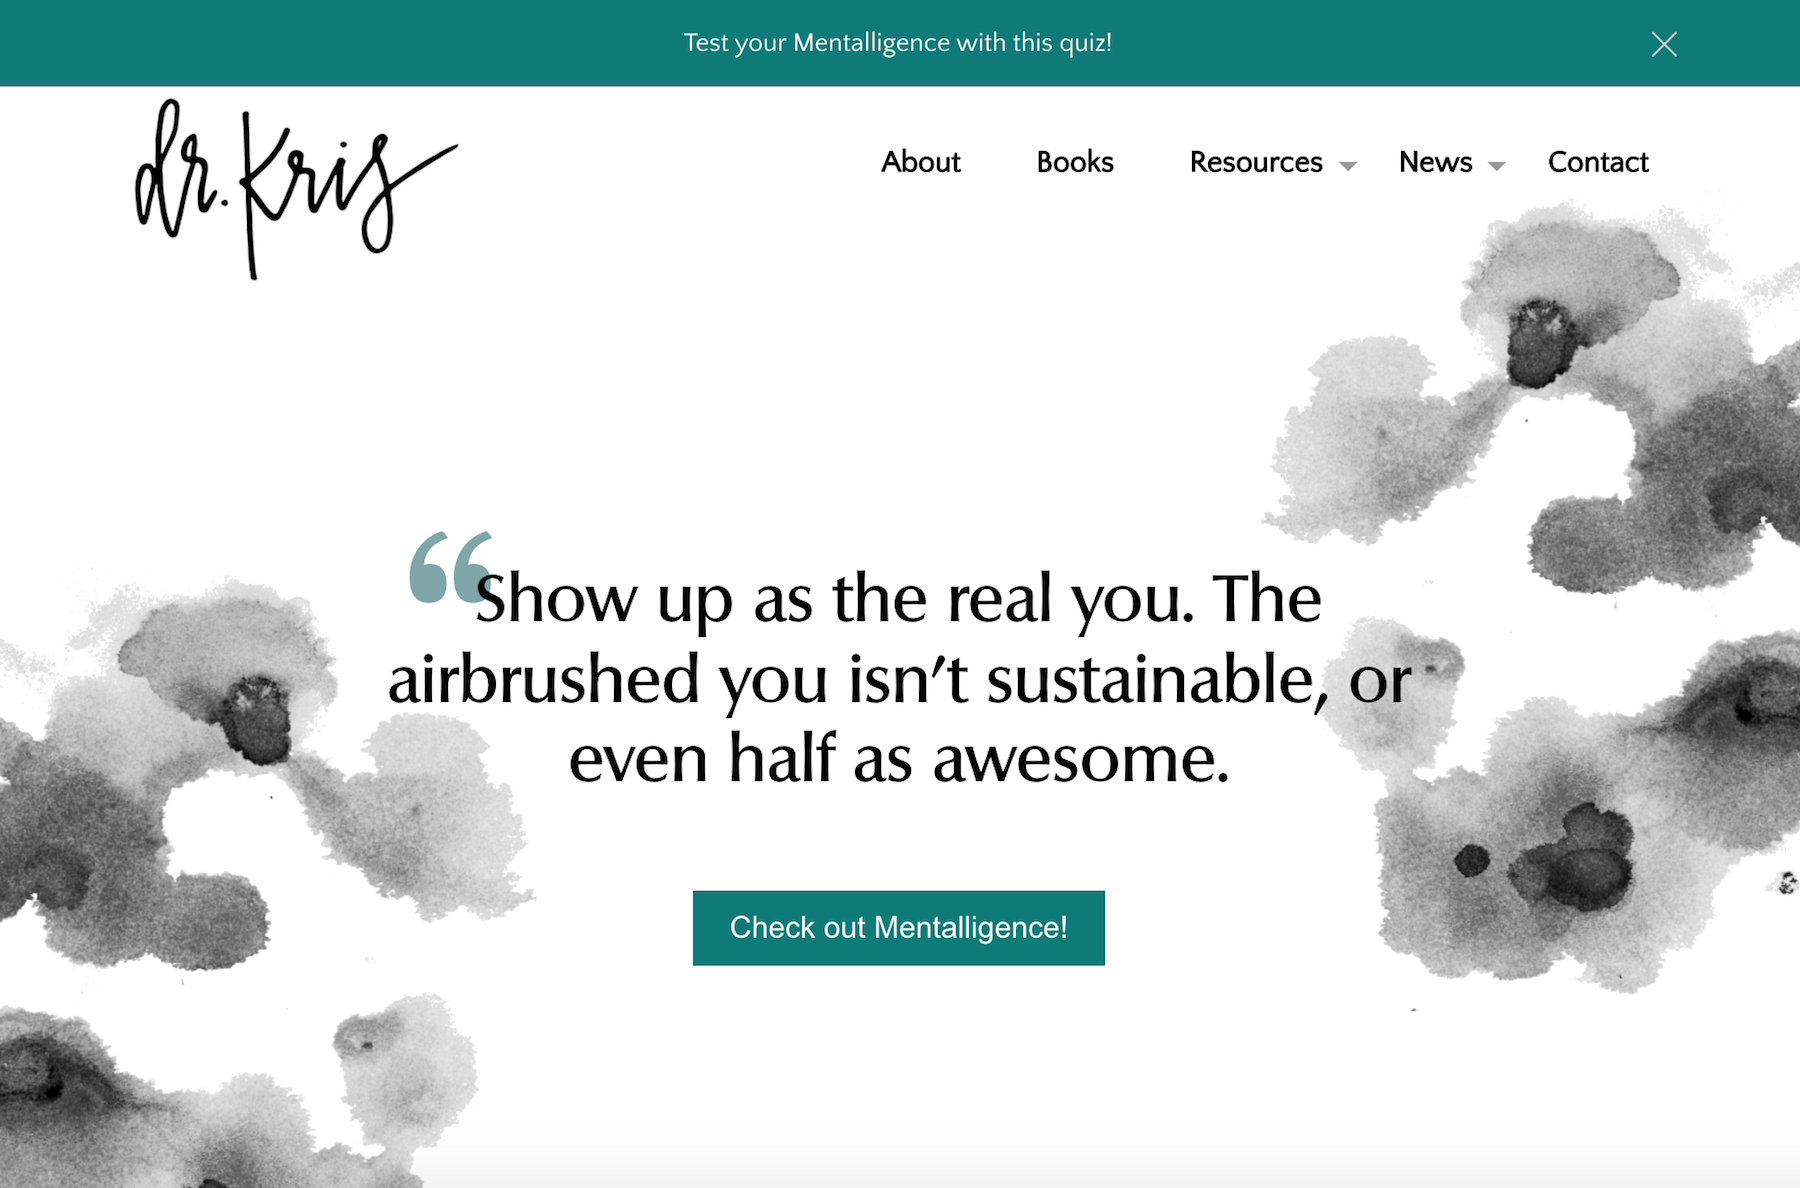 Test your Mentalligence with this quiz!
dr. Kris
About Books Resources News Contact
“Show up as the real you. The
airbrushed you isn’t sustainable, or
even half as awesome.
Check out Mentalligence!